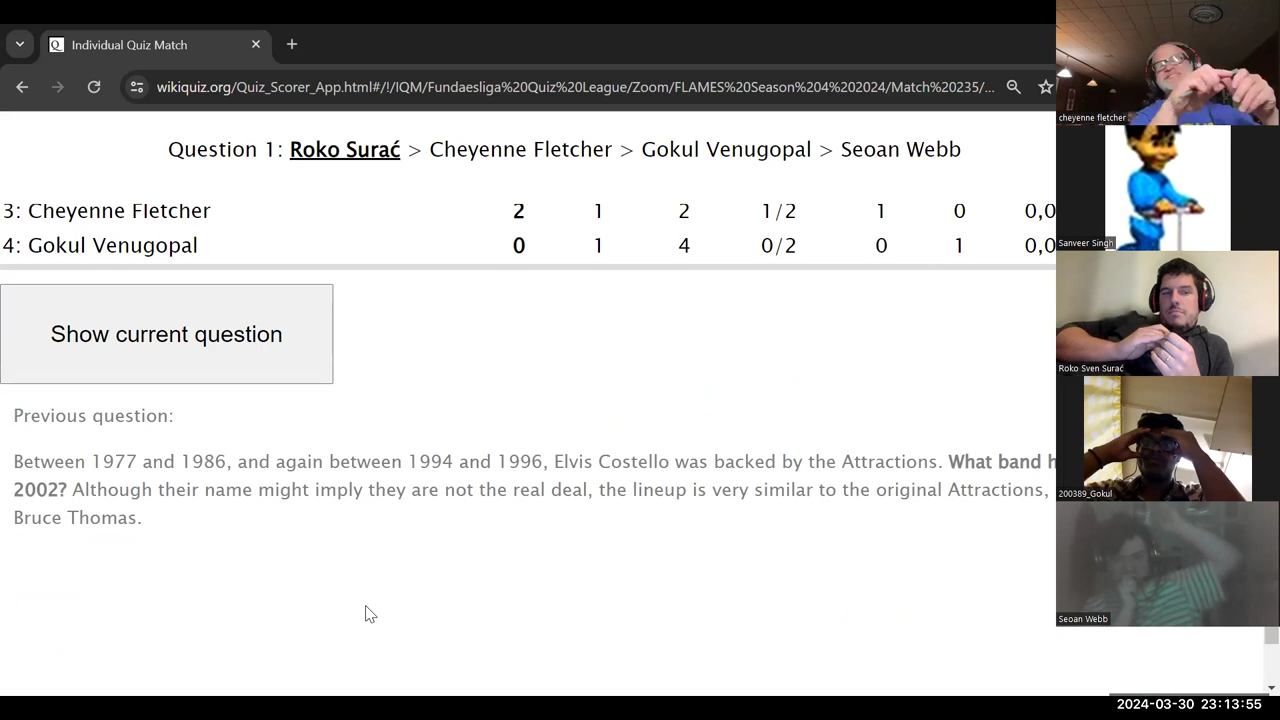 Individual Quiz Match
wikiquiz.org/Quiz_Scorer_App.html#/!/IQM/Fundaesliga%20Quiz%20League/Zoom/FLAMES%20Season%204%202024/Match%20235/...
Question 1: Roko Surać > Cheyenne Fletcher > Gokul Venugopal > Seoan Webb
3: Cheyenne Fletcher 2 1 2 1/2 1 0 0,0
4: Gokul Venugopal 0 1 4 0/2 0 1 0,0
Show current question
Previous question:
Between 1977 and 1986, and again between 1994 and 1996, Elvis Costello was backed by the Attractions. What band h
2002? Although their name might imply they are not the real deal, the lineup is very similar to the original Attractions,
Bruce Thomas.
cheyenne fletcher
Sanveer Singh
Roko Sven Surać
200389_Gokul
Seoan Webb
2024-03-30 23:13:55